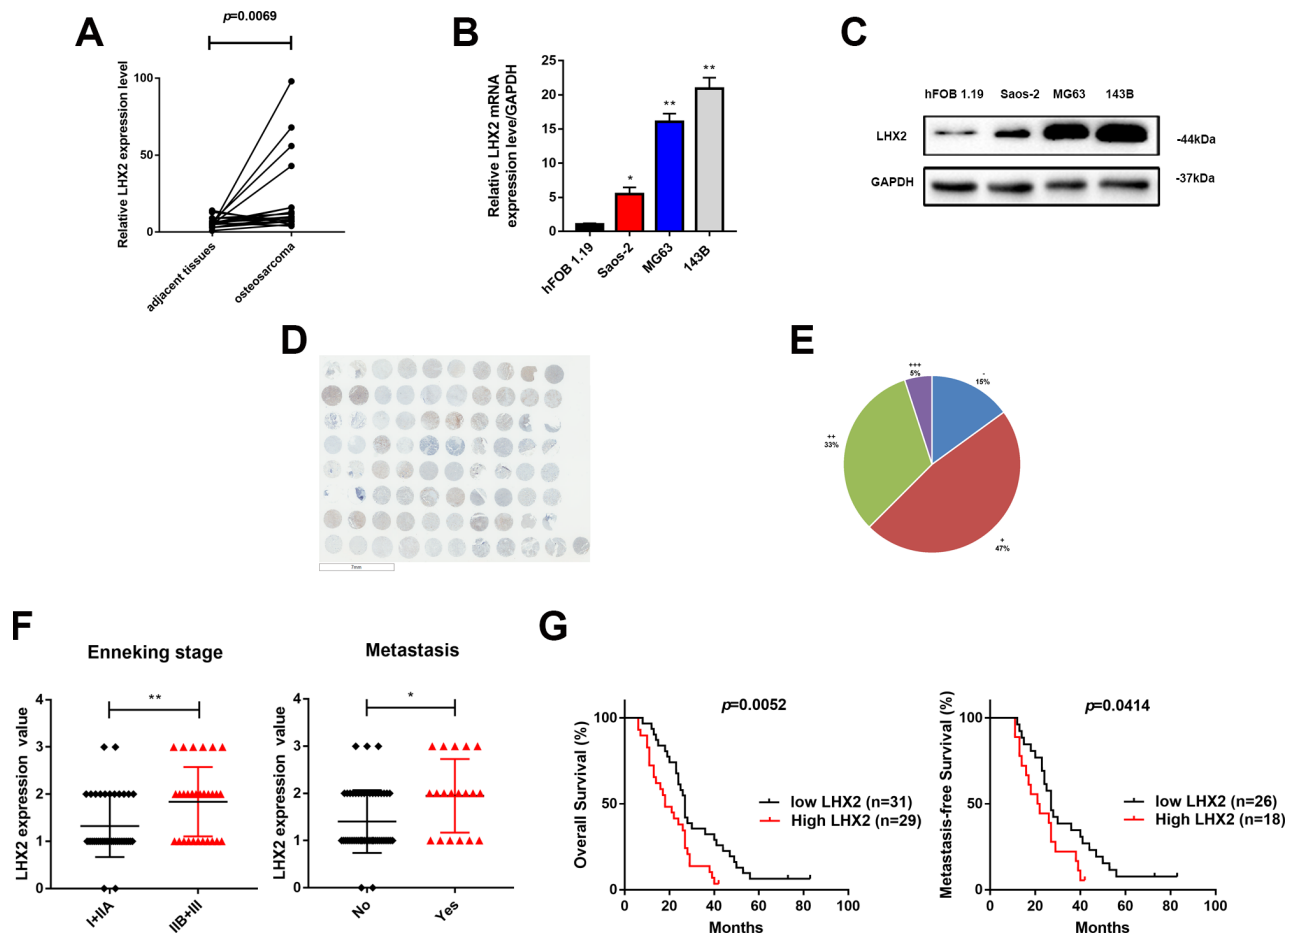 A
p=0.0069
Relative LHX2 expression level
100
50
0
adjacent tissues
osteosarcoma
B
Relative LHX2 mRNA
expression leve/GAPDH
25
20
15
10
5
0
*
**
**
hFOB 1.19
Saos-2
MG63
143B
C
hFOB 1.19 Saos-2 MG63 143B
LHX2
-44kDa
GAPDH
-37kDa
D
7mm
E
+++
5%
-
15%
++
33%
+
47%
F
Enneking stage
LHX2 expression value
4
3
2
1
0
**
I+IIA
IIB+III
Metastasis
LHX2 expression value
4
3
2
1
0
*
No
Yes
G
p=0.0052
Overall Survival (%)
100
50
0
low LHX2 (n=31)
High LHX2 (n=29)
0 20 40 60 80 100
Months
p=0.0414
Metastasis-free Survival (%)
100
50
0
low LHX2 (n=26)
High LHX2 (n=18)
0 20 40 60 80 100
Months